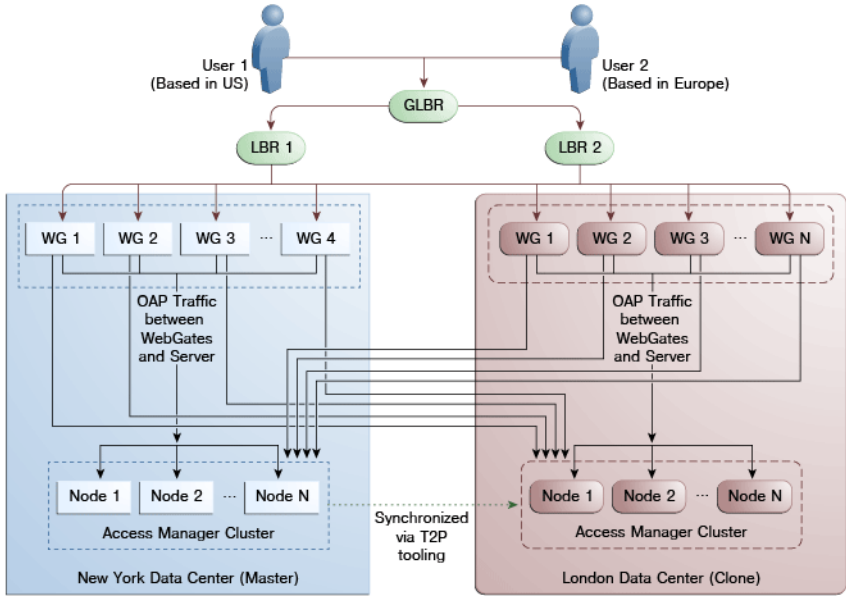 User 1
(Based in US)
User 2
(Based in Europe)
GLBR
LBR 1
LBR 2
WG 1
WG 2
WG 3
...
WG 4
WG 1
WG 2
WG 3
...
WG N
OAP Traffic
between
WebGates
and Server
OAP Traffic
between
WebGates
and Server
Node 1
Node 2
...
Node N
Access Manager Cluster
Synchronized
via T2P
tooling
Node 1
Node 2
...
Node N
Access Manager Cluster
New York Data Center (Master)
London Data Center (Clone)